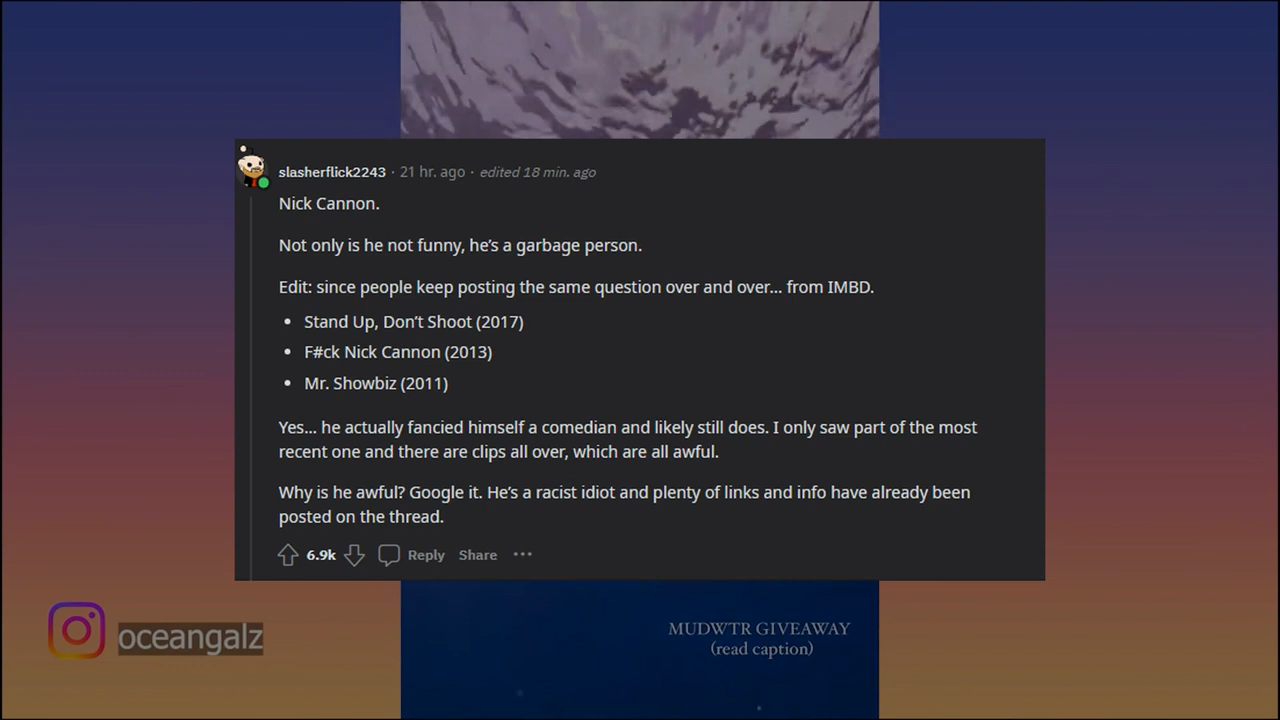 slasherflick2243 · 21 hr. ago · edited 18 min. ago
Nick Cannon.
Not only is he not funny, he's a garbage person.
Edit: since people keep posting the same question over and over... from IMBD.
• Stand Up, Don't Shoot (2017)
• F#ck Nick Cannon (2013)
• Mr. Showbiz (2011)
Yes... he actually fancied himself a comedian and likely still does. I only saw part of the most
recent one and there are clips all over, which are all awful.
Why is he awful? Google it. He's a racist idiot and plenty of links and info have already been
posted on the thread.
6.9k Reply Share ···
oceangalz
MUDWTR GIVEAWAY
(read caption)